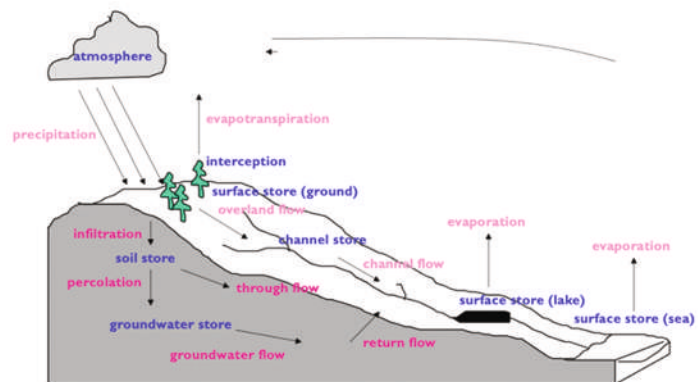 atmosphere
precipitation
evapotranspiration
interception
surface store (ground)
overland flow
infiltration
channel store
evaporation
evaporation
soil store
channel flow
percolation
through flow
surface store (lake)
surface store (sea)
groundwater store
return flow
groundwater flow